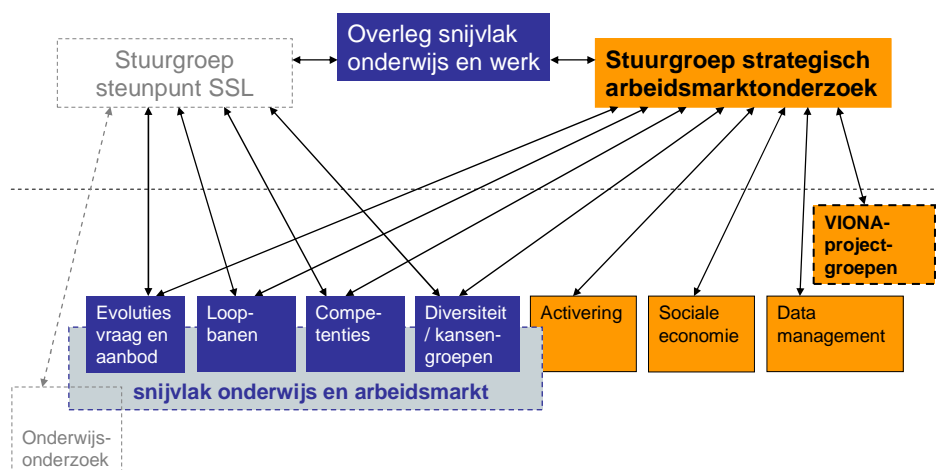 Overleg snijvlak
onderwijs en werk
Stuurgroep
steunpunt SSL
Stuurgroep strategisch
arbeidsmarktonderzoek
VIONA-
project-
groepen
Evoluties
vraag en
aanbod
Loop-
banen
Compe-
tenties
Diversiteit
/ kansen-
groepen
Activering
Sociale
economie
Data
management
snijvlak onderwijs en arbeidsmarkt
Onderwijs-
onderzoek